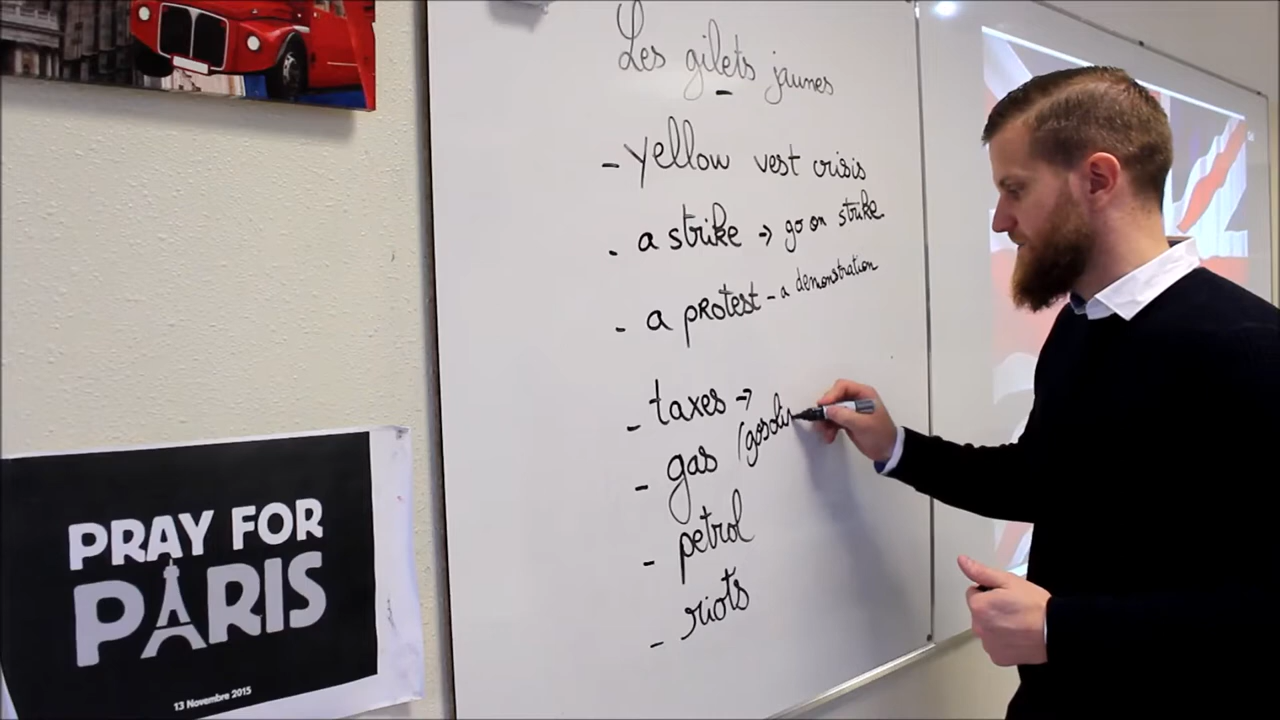 Les gilets jaunes
- yellow vest crisis
- a strike → go on strike
- a protest - a demonstration
- taxes →
- gas (gasolin
- petrol
- riots
PRAY FOR
PARIS
13 Novembre 2015